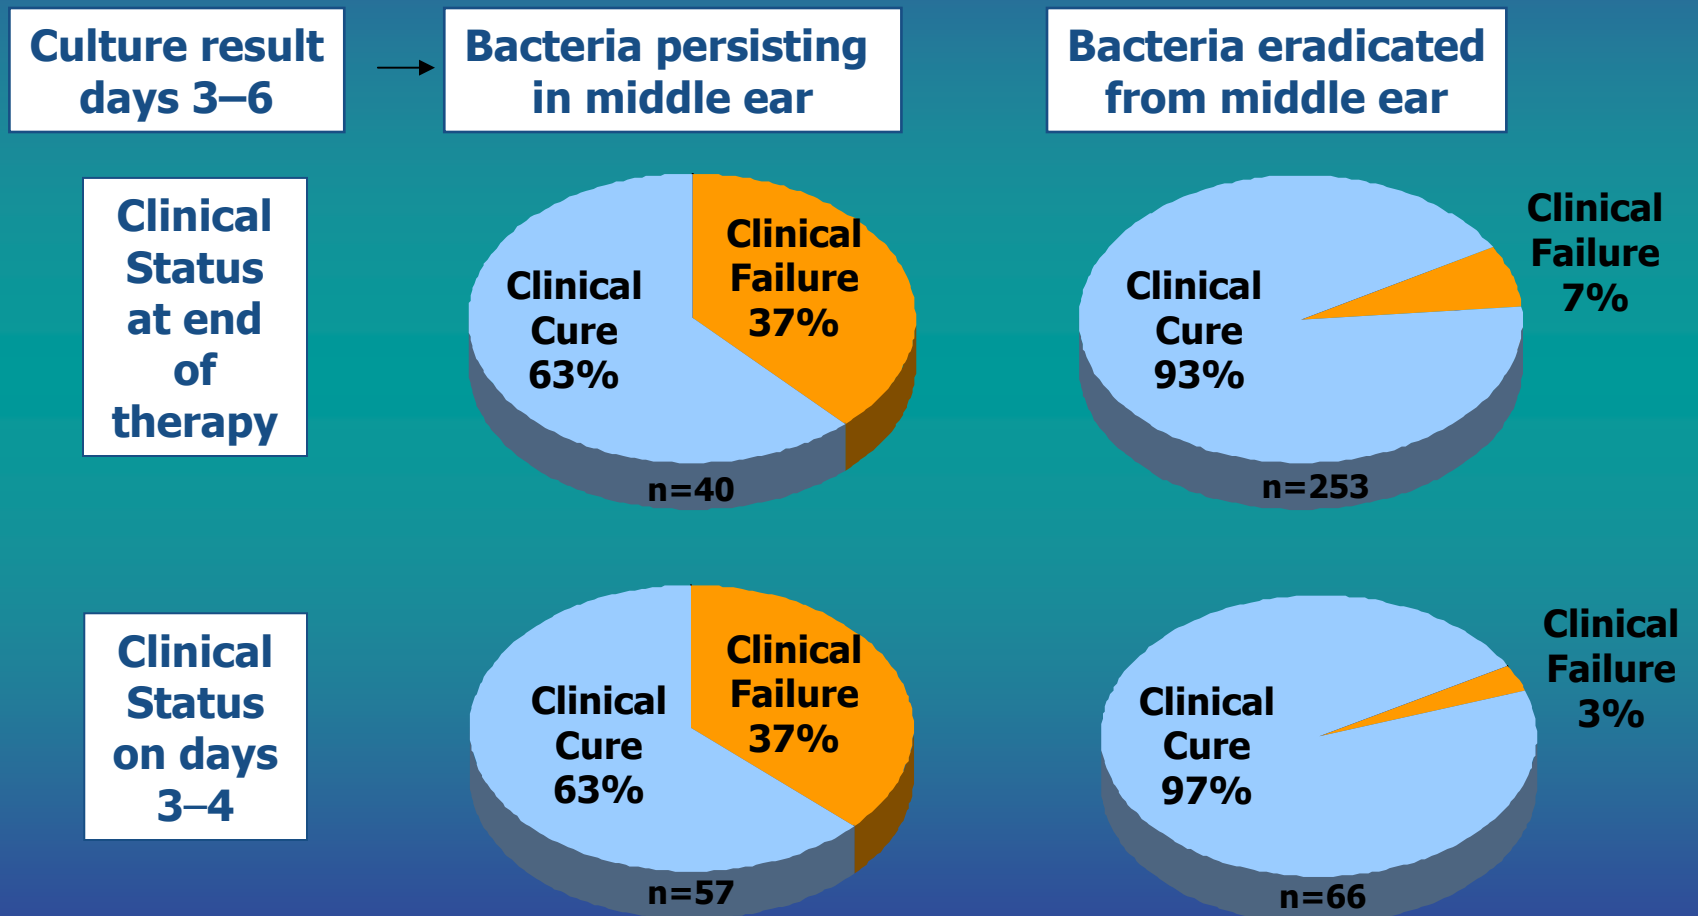 Culture result
days 3–6
Bacteria persisting
in middle ear
Bacteria eradicated
from middle ear
Clinical
Status
at end
of
therapy
Clinical
Cure
63%
Clinical
Failure
37%
n=40
Clinical
Cure
93%
Clinical
Failure
7%
n=253
Clinical
Status
on days
3–4
Clinical
Cure
63%
Clinical
Failure
37%
n=57
Clinical
Cure
97%
Clinical
Failure
3%
n=66